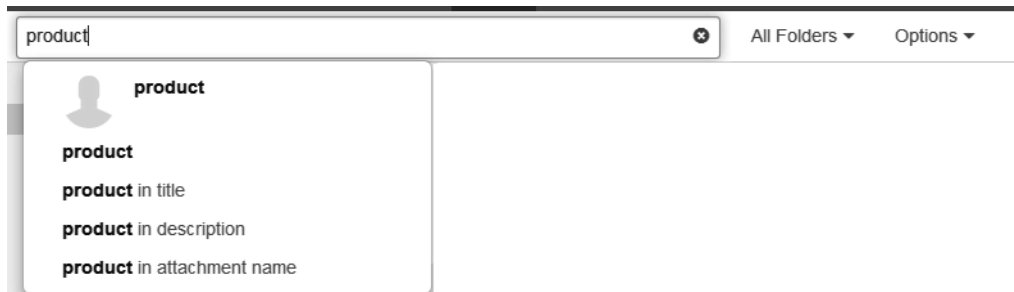 product All Folders Options
product
product
product in title
product in description
product in attachment name